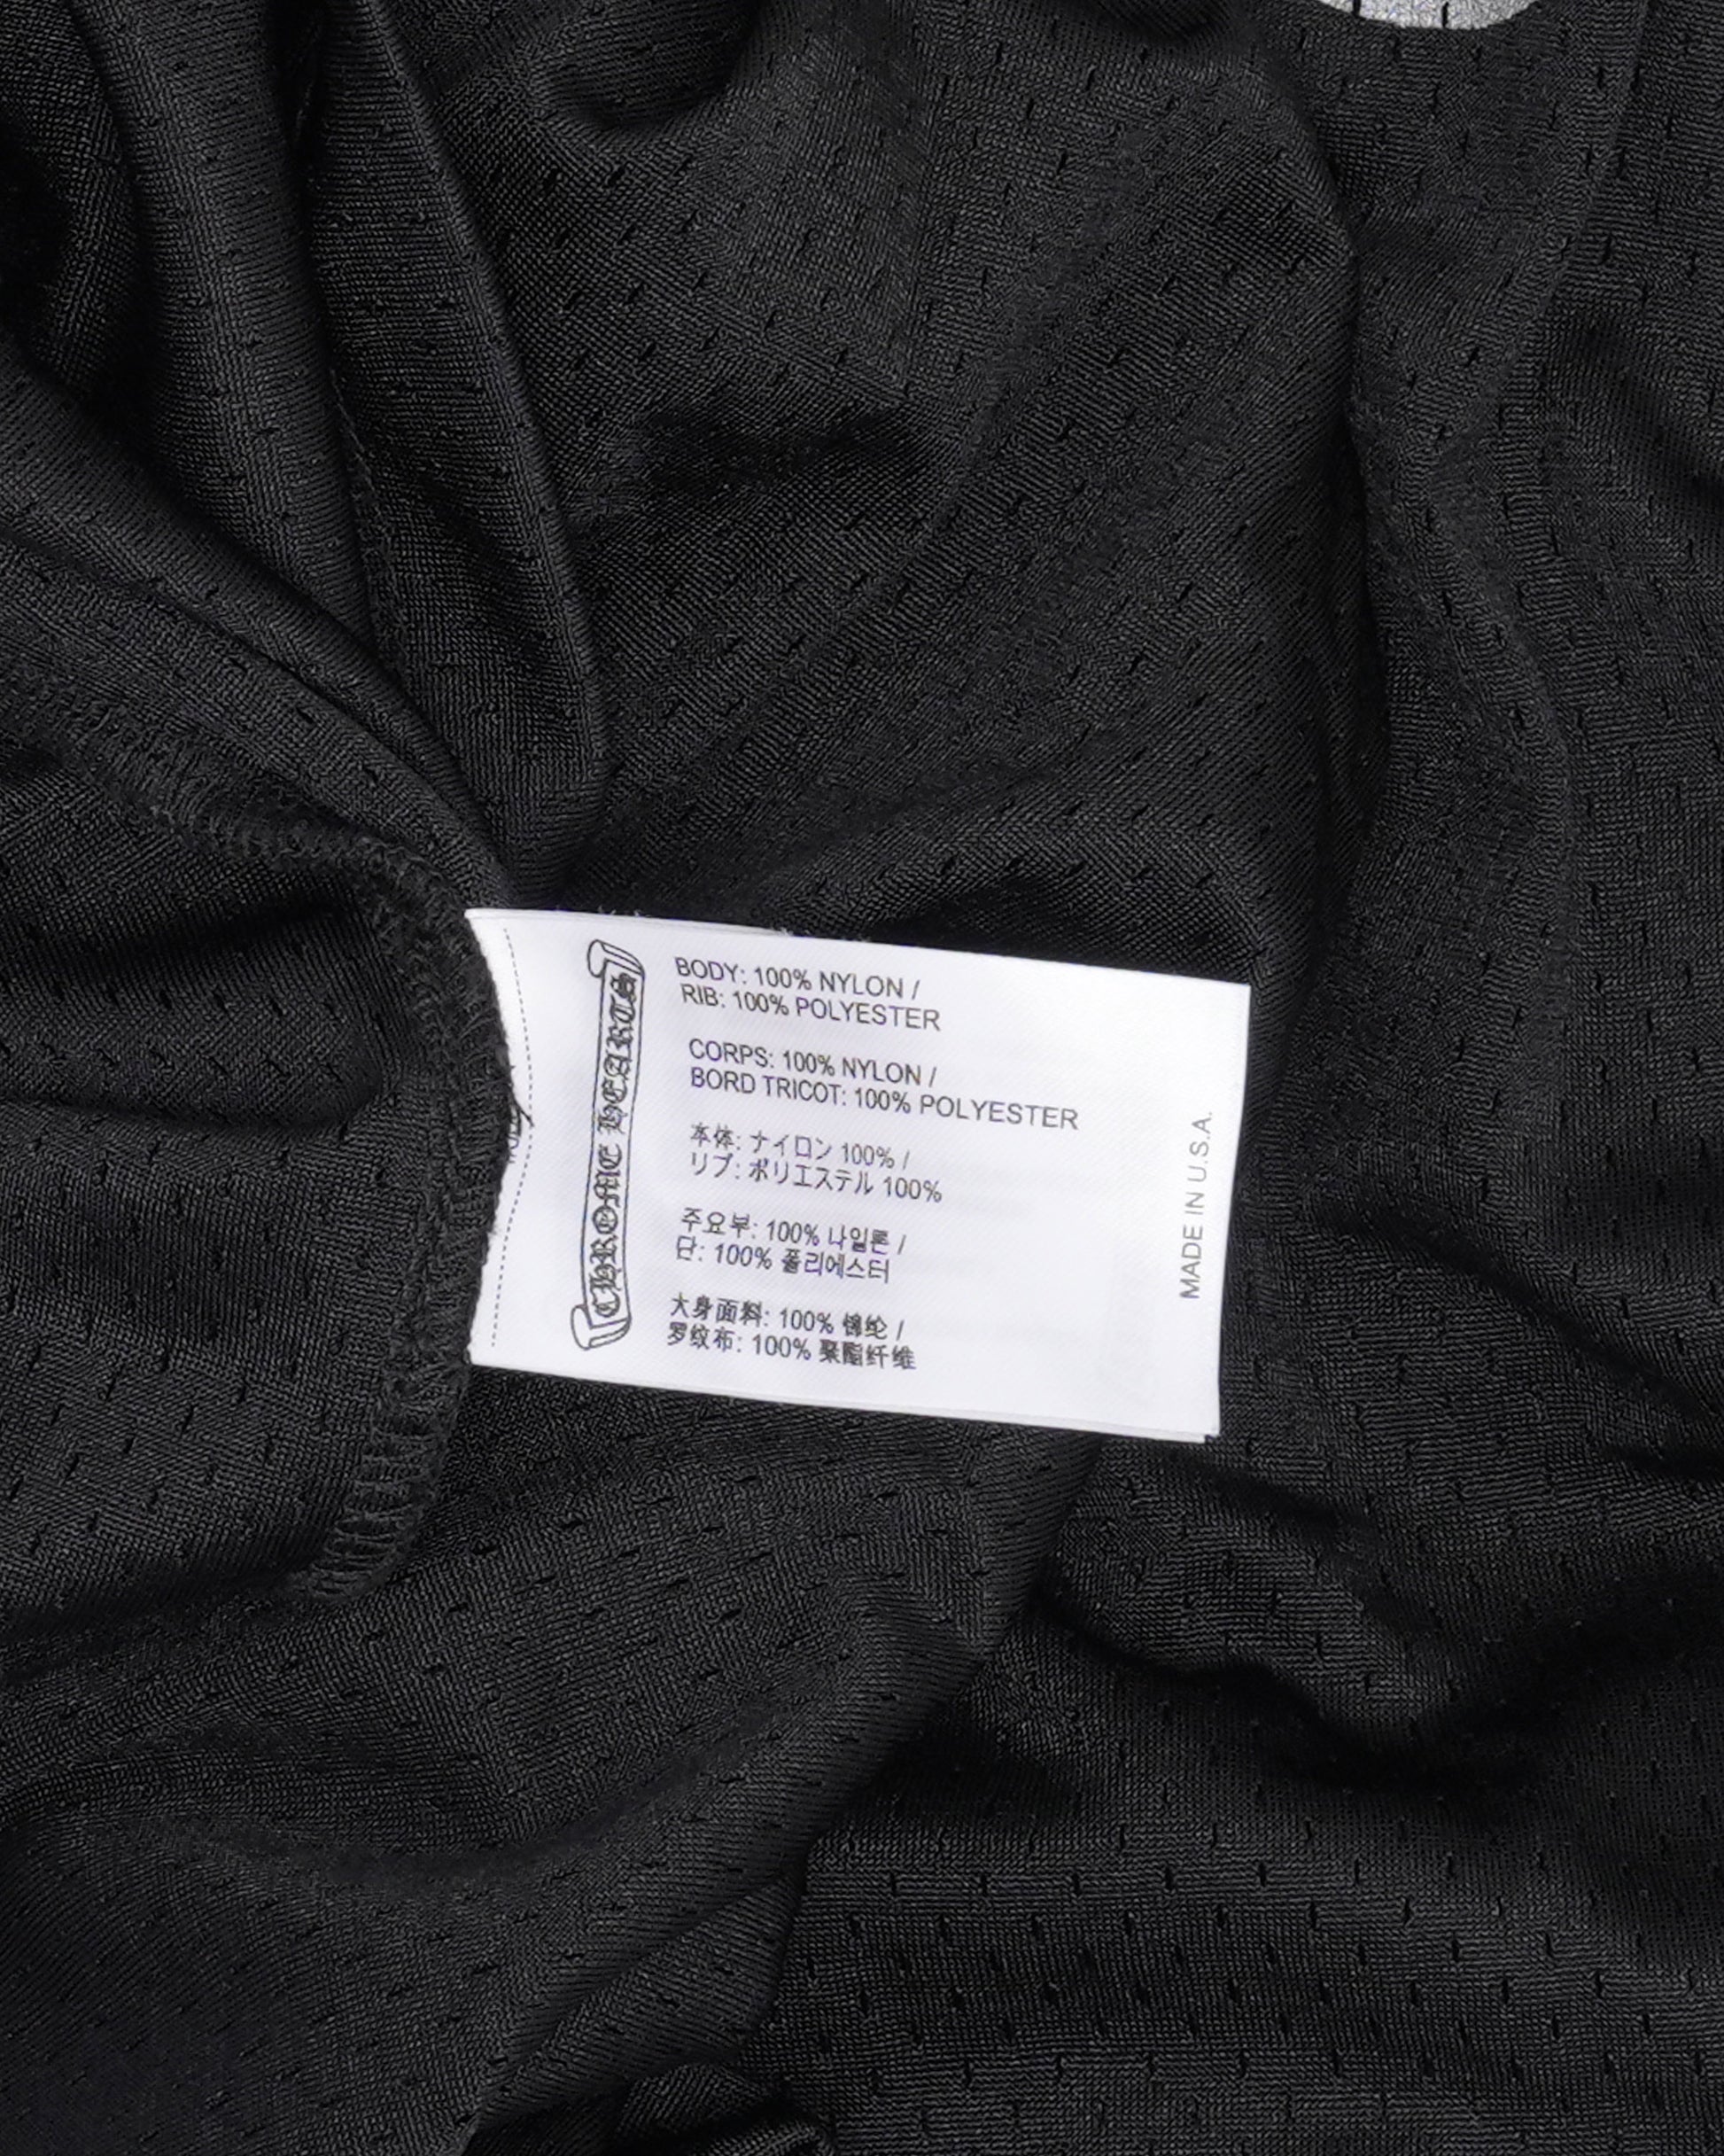 CHROME HEARTS
BODY: 100% NYLON /
RIB: 100% POLYESTER
CORPS: 100% NYLON /
BORD TRICOT: 100% POLYESTER
本体: ナイロン 100% /
リブ: ポリエステル 100%
주요부: 100% 나일론 /
단: 100% 폴리에스터
大身面料: 100% 锦纶 /
罗纹布: 100% 聚酯纤维
MADE IN U.S.A.